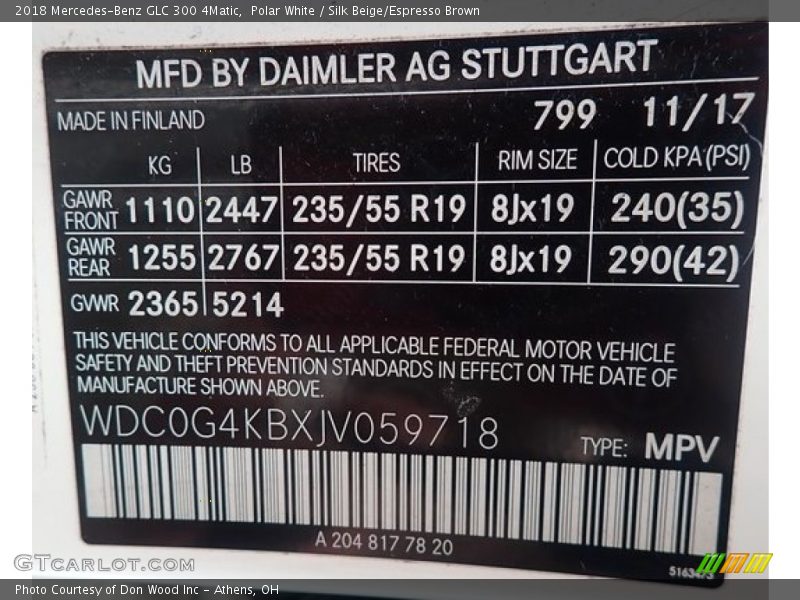 2018 Mercedes-Benz GLC 300 4Matic, Polar White / Silk Beige/Espresso Brown
MFD BY DAIMLER AG STUTTGART
MADE IN FINLAND 799 11/17
KG LB TIRES RIM SIZE COLD KPA (PSI)
GAWR FRONT 1110 2447 235/55 R19 8Jx19 240(35)
GAWR REAR 1255 2767 235/55 R19 8Jx19 290(42)
GVWR 2365 5214
THIS VEHICLE CONFORMS TO ALL APPLICABLE FEDERAL MOTOR VEHICLE
SAFETY AND THEFT PREVENTION STANDARDS IN EFFECT ON THE DATE OF
MANUFACTURE SHOWN ABOVE.
WDC0G4KBXJV059718 TYPE: MPV
A 204 817 78 20
GTCARLOT.COM
Photo Courtesy of Don Wood Inc - Athens, OH